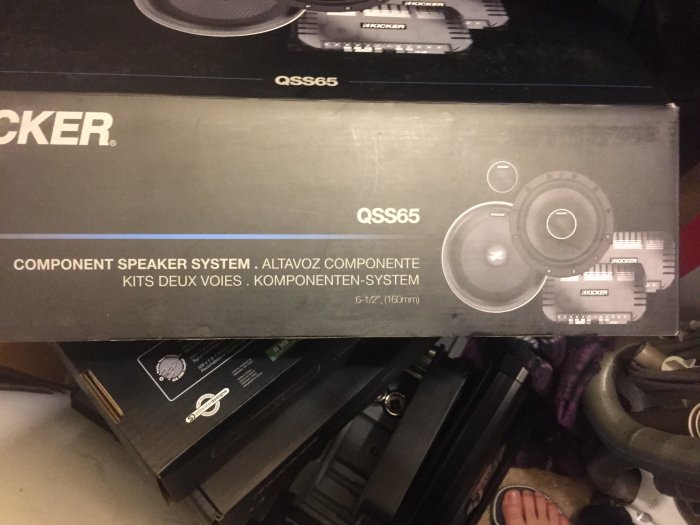 KICKER
KICKER
QSS65
CKER
QSS65
COMPONENT SPEAKER SYSTEM . ALTAVOZ COMPONENTE
KITS DEUX VOIES . KOMPONENTEN-SYSTEM
6-1/2", (160mm)
KICKER
KICKER